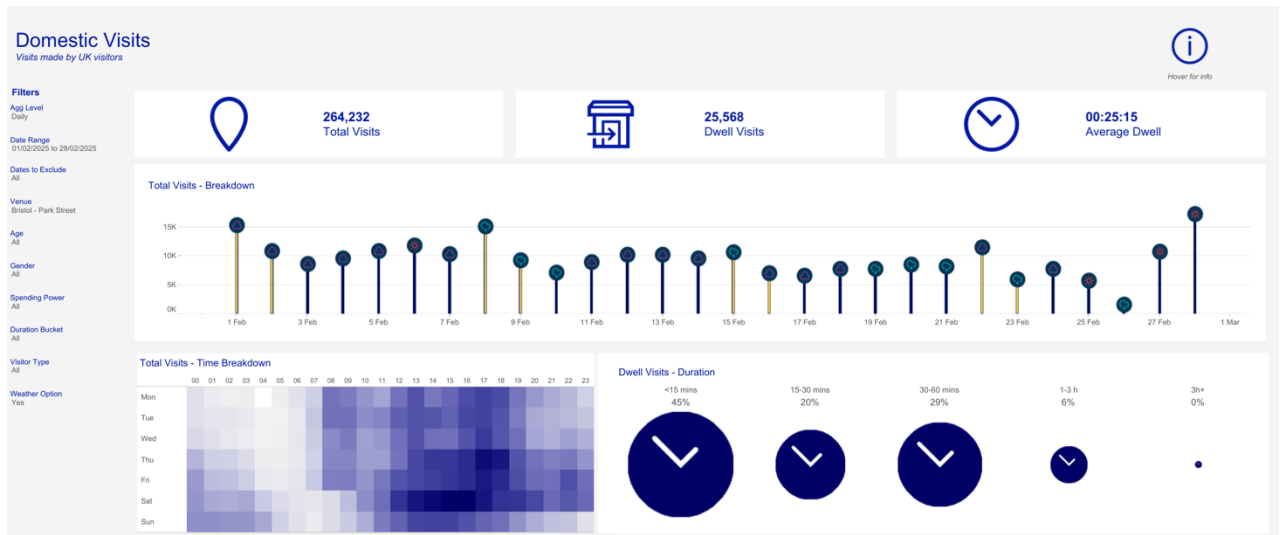 Domestic Visits
Visits made by UK visitors
Hover for info
Filters
Agg Level
Daily
Date Range
01/02/2025 to 28/02/2025
Dates to Exclude
All
Venue
Bristol - Park Street
Age
All
Gender
All
Spending Power
All
Duration Bucket
All
Visitor Type
All
Weather Option
Yes
264,232
Total Visits
25,568
Dwell Visits
00:25:15
Average Dwell
Total Visits - Breakdown
15K
10K
5K
0K
1 Feb 3 Feb 5 Feb 7 Feb 9 Feb 11 Feb 13 Feb 15 Feb 17 Feb 19 Feb 21 Feb 23 Feb 25 Feb 27 Feb 1 Mar
Total Visits - Time Breakdown
00 01 02 03 04 05 06 07 08 09 10 11 12 13 14 15 16 17 18 19 20 21 22 23
Mon
Tue
Wed
Thu
Fri
Sat
Sun
Dwell Visits - Duration
<15 mins 15-30 mins 30-60 mins 1-3 h 3h+
45% 20% 29% 6% 0%